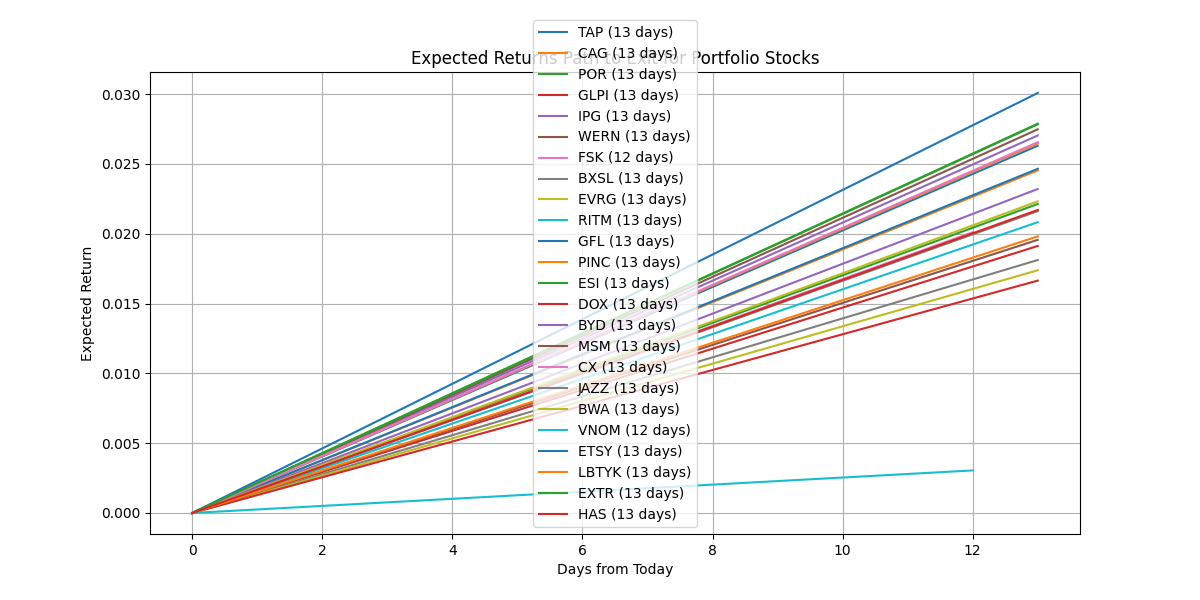 Expected Returns Path to Exit for Portfolio Stocks
TAP (13 days)
CAG (13 days)
POR (13 days)
GLPI (13 days)
IPG (13 days)
WERN (13 days)
FSK (12 days)
BXSL (13 days)
EVRG (13 days)
RITM (13 days)
GFL (13 days)
PINC (13 days)
ESI (13 days)
DOX (13 days)
BYD (13 days)
MSM (13 days)
CX (13 days)
JAZZ (13 days)
BWA (13 days)
VNOM (12 days)
ETSY (13 days)
LBTYK (13 days)
EXTR (13 days)
HAS (13 days)
Expected Return
0.030
0.025
0.020
0.015
0.010
0.005
0.000
0 2 4 6 8 10 12
Days from Today